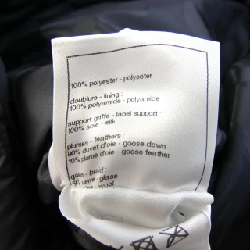 100% polyester - polyester
doublure - lining :
100% polyamide - polyamide
support griffe - label support :
100% soie - silk
plumes - feathers :
90% duvet d'oie - goose down
10% plume d'oie - goose feather